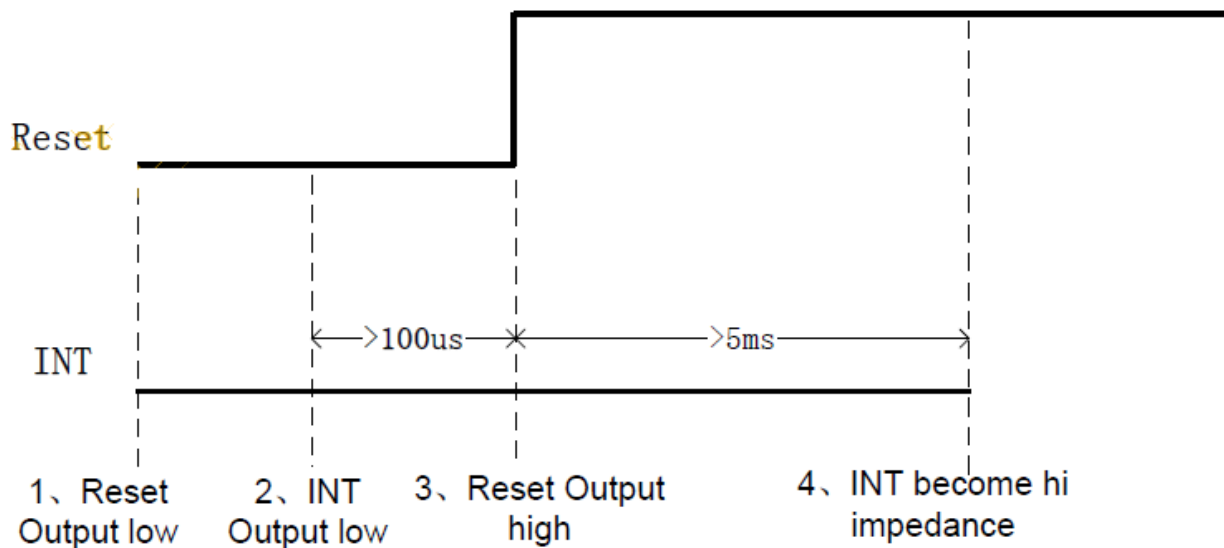 Reset
>100us
>5ms
INT
1、Reset
Output low
2、INT
Output low
3、Reset Output
high
4、INT become hi
impedance